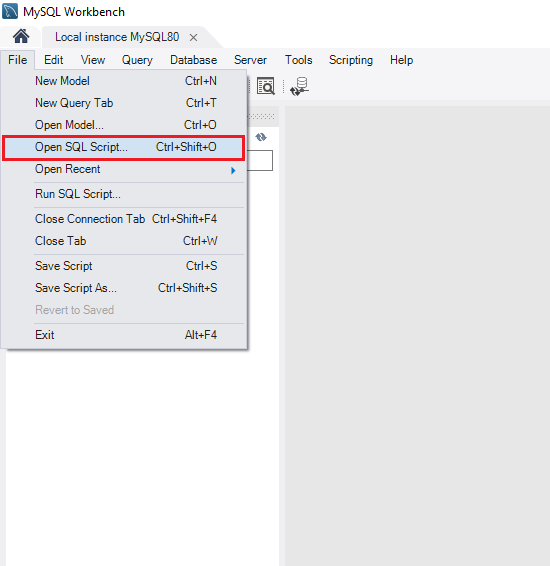 MySQL Workbench
Local instance MySQL80
File Edit View Query Database Server Tools Scripting Help
New Model Ctrl+N
New Query Tab Ctrl+T
Open Model... Ctrl+O
Open SQL Script... Ctrl+Shift+O
Open Recent
Run SQL Script...
Close Connection Tab Ctrl+Shift+F4
Close Tab Ctrl+W
Save Script Ctrl+S
Save Script As... Ctrl+Shift+S
Revert to Saved
Exit Alt+F4